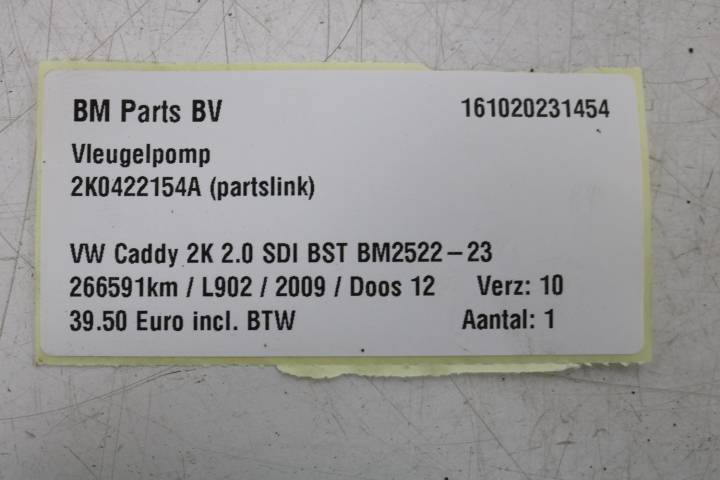 BM Parts BV 161020231454
Vleugelpomp
2K0422154A (partslink)
VW Caddy 2K 2.0 SDI BST BM2522-23
266591km / L902 / 2009 / Doos 12 Verz: 10
39.50 Euro incl. BTW Aantal: 1